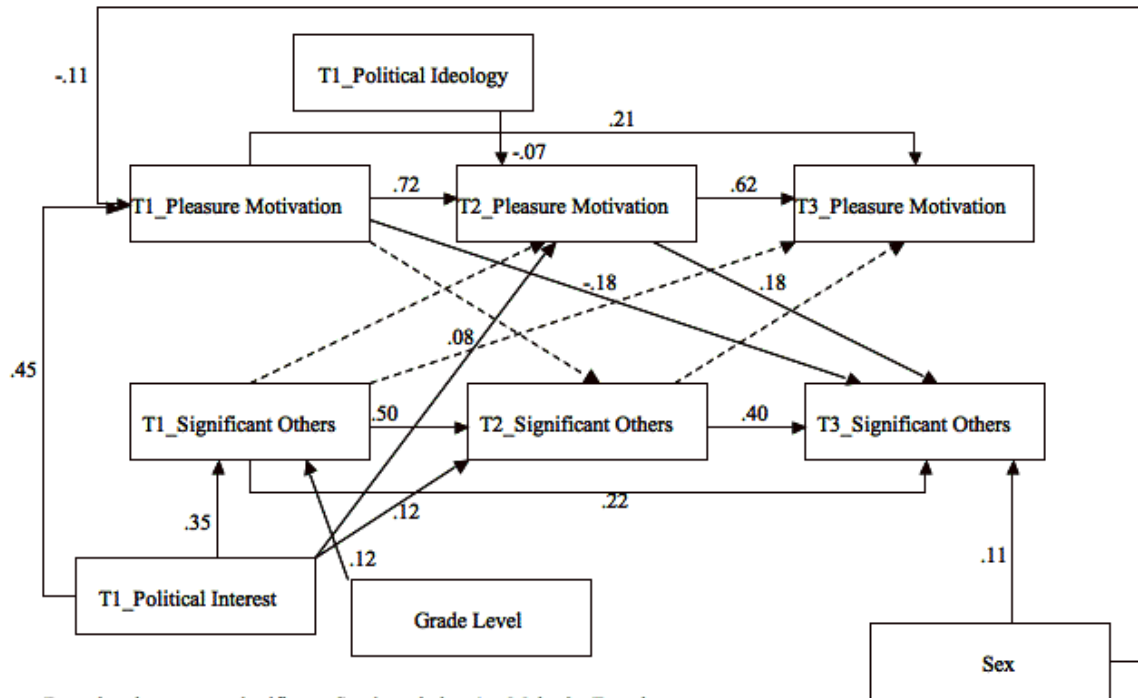 -.11
T1_Political Ideology
.21
-.07
T1_Pleasure Motivation
.72
T2_Pleasure Motivation
.62
T3_Pleasure Motivation
-.18
.18
.08
.45
T1_Significant Others
.50
T2_Significant Others
.40
T3_Significant Others
.35
.12
.22
.12
.11
T1_Political Interest
Grade Level
Sex